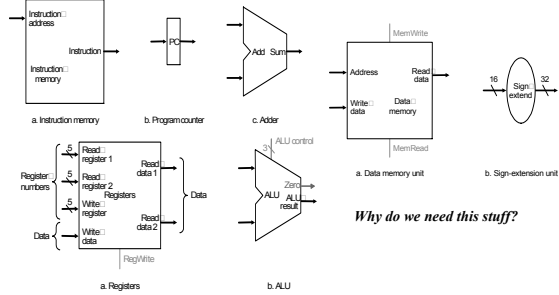 Instruction
address
Instruction
Instruction
memory
a. Instruction memory
PC
b. Program counter
Add Sum
c. Adder
MemWrite
Address
Read
data
Write
data
Data
memory
MemRead
a. Data memory unit
16
Sign
extend
32
b. Sign-extension unit
Register
numbers
5
Read
register 1
5
Read
register 2
5
Write
register
Data
Write
data
Registers
Read
data 1
Read
data 2
Data
RegWrite
a. Registers
3
ALU control
ALU
Zero
ALU
result
b. ALU
Why do we need this stuff?